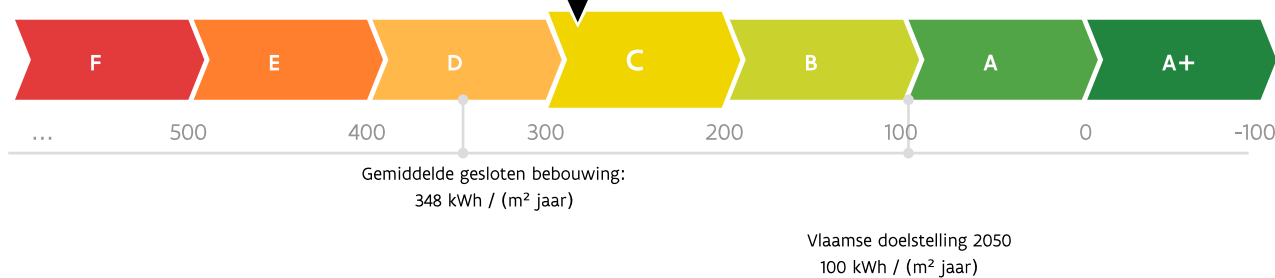 F E D C B A A+
... 500 400 300 200 100 0 -100
Gemiddelde gesloten bebouwing:
348 kWh / (m² jaar)
Vlaamse doelstelling 2050
100 kWh / (m² jaar)